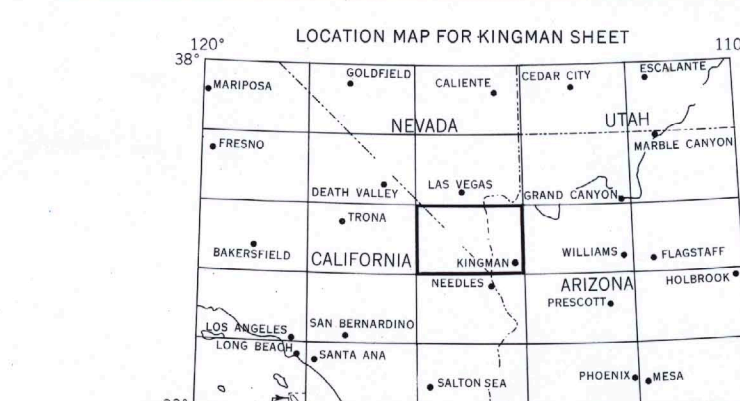 LOCATION MAP FOR KINGMAN SHEET
120°
110
38°
ESCALANTE
GOLDFIELD
CEDAR CITY
CALIENTE
MARIPOSA
NEVADA
UTAH
MARBLE CANYON
FRESNO
LAS VEGAS
DEATH VALLEY
GRAND CANYON
TRONA
BAKERSFIELD
CALIFORNIA
KINGMAN
WILLIAMS
FLAGSTAFF
HOLBROOK
NEEDLES
ARIZONA
PRESCOTT
LOS ANGELES
SAN BERNARDINO
LONG BEACH
SANTA ANA
SALTON SEA
PHOENIX
MESA